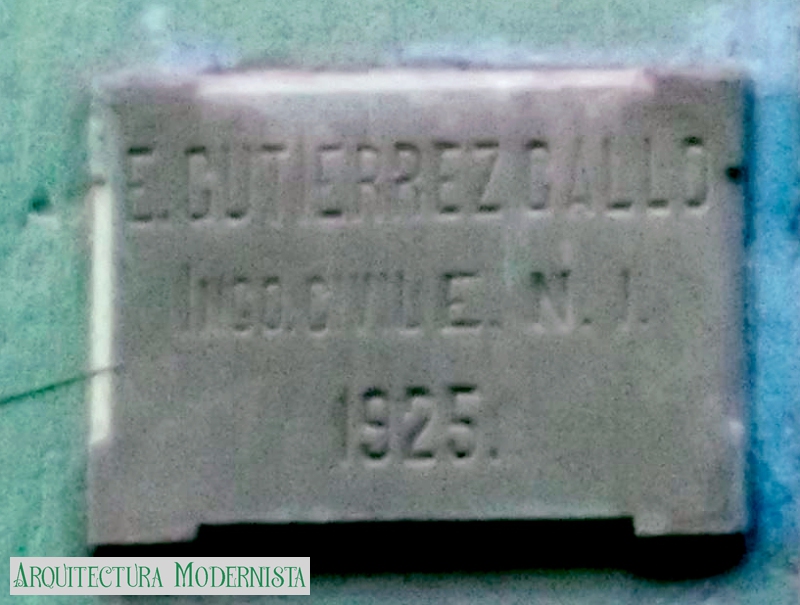 E. GUTIERREZ GALLO
INGO. CIVIL E. N. I.
1925.
ARQUITECTURA MODERNISTA